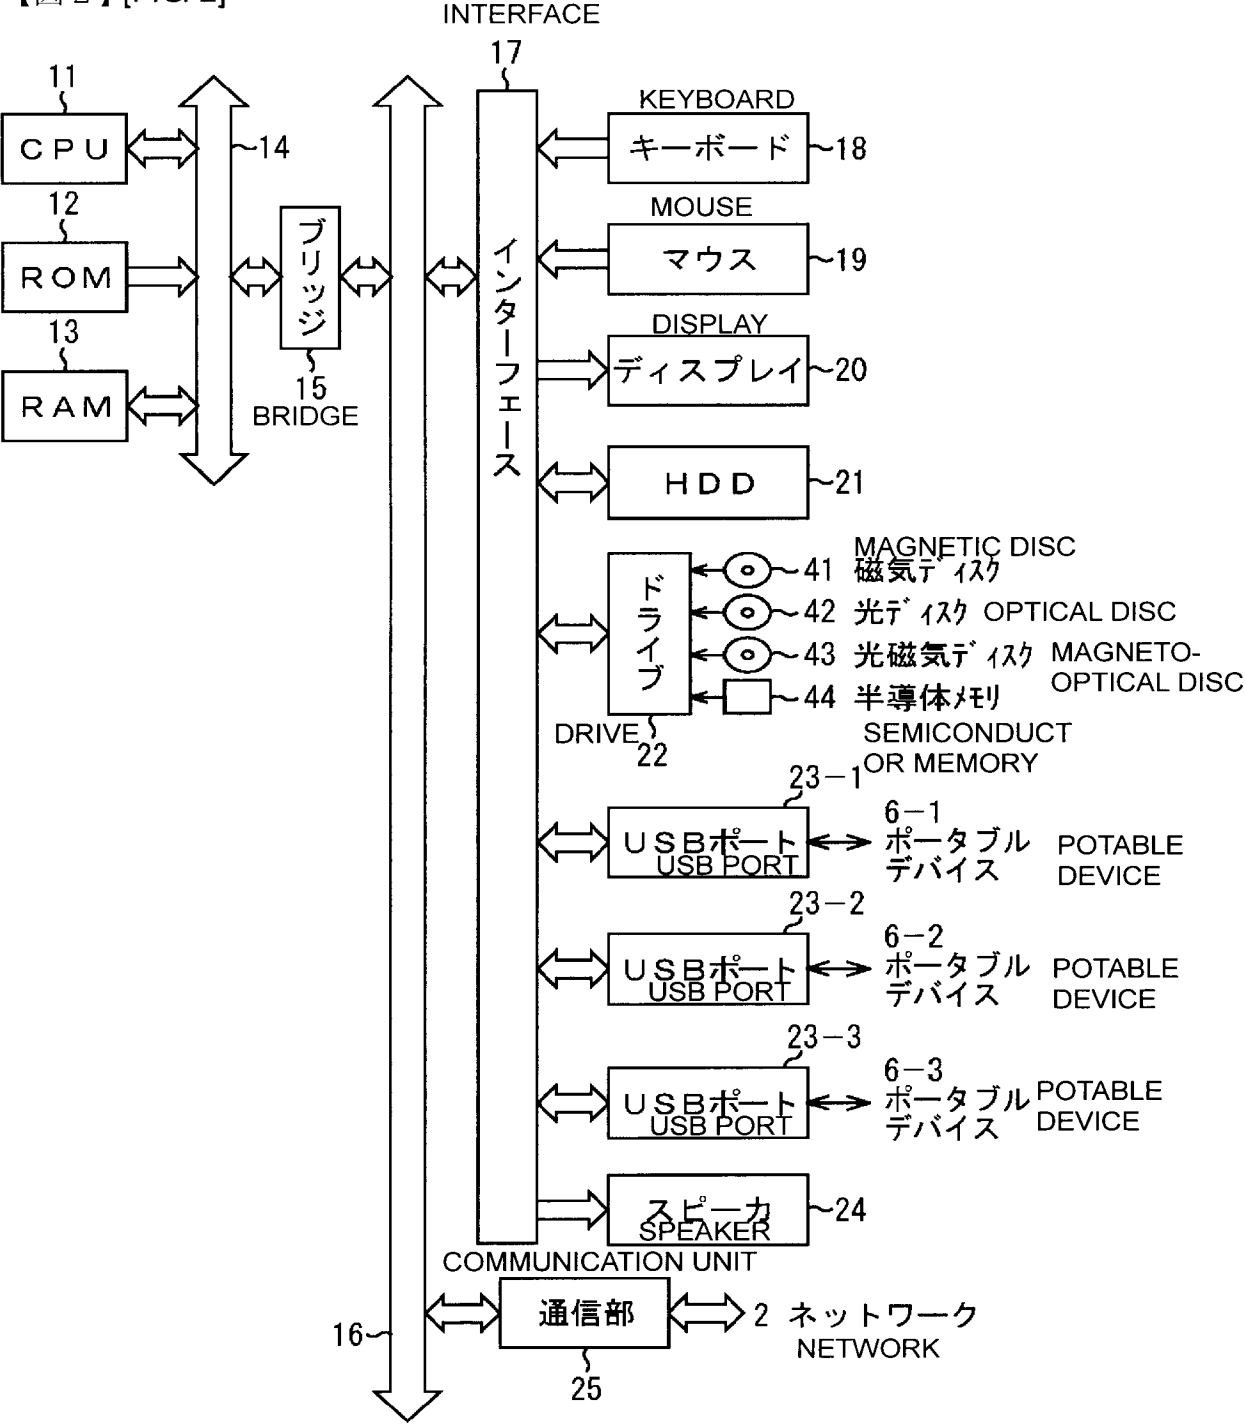 INTERFACE
17
11
CPU
14
12
ROM
13
RAM
ブリッジ
15
BRIDGE
インターフェース
KEYBOARD
キーボード
18
MOUSE
マウス
19
DISPLAY
ディスプレイ
20
HDD
21
ドライブ
DRIVE
22
MAGNETIC DISC
41 磁気ディスク
42 光ディスク OPTICAL DISC
43 光磁気ディスク MAGNETO-
OPTICAL DISC
44 半導体メモリ
SEMICONDUCT
OR MEMORY
23-1
USBポート
USB PORT
6-1
ポータブル
デバイス
POTABLE
DEVICE
23-2
USBポート
USB PORT
6-2
ポータブル
デバイス
POTABLE
DEVICE
23-3
USBポート
USB PORT
6-3
ポータブル
デバイス
POTABLE
DEVICE
スピーカ
SPEAKER
24
COMMUNICATION UNIT
通信部
25
2 ネットワーク
NETWORK
16